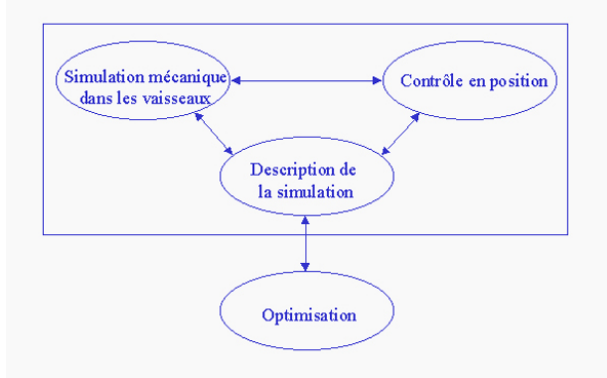 Simulation mécanique
dans les vaisseaux
Contrôle en position
Description de
la simulation
Optimisation